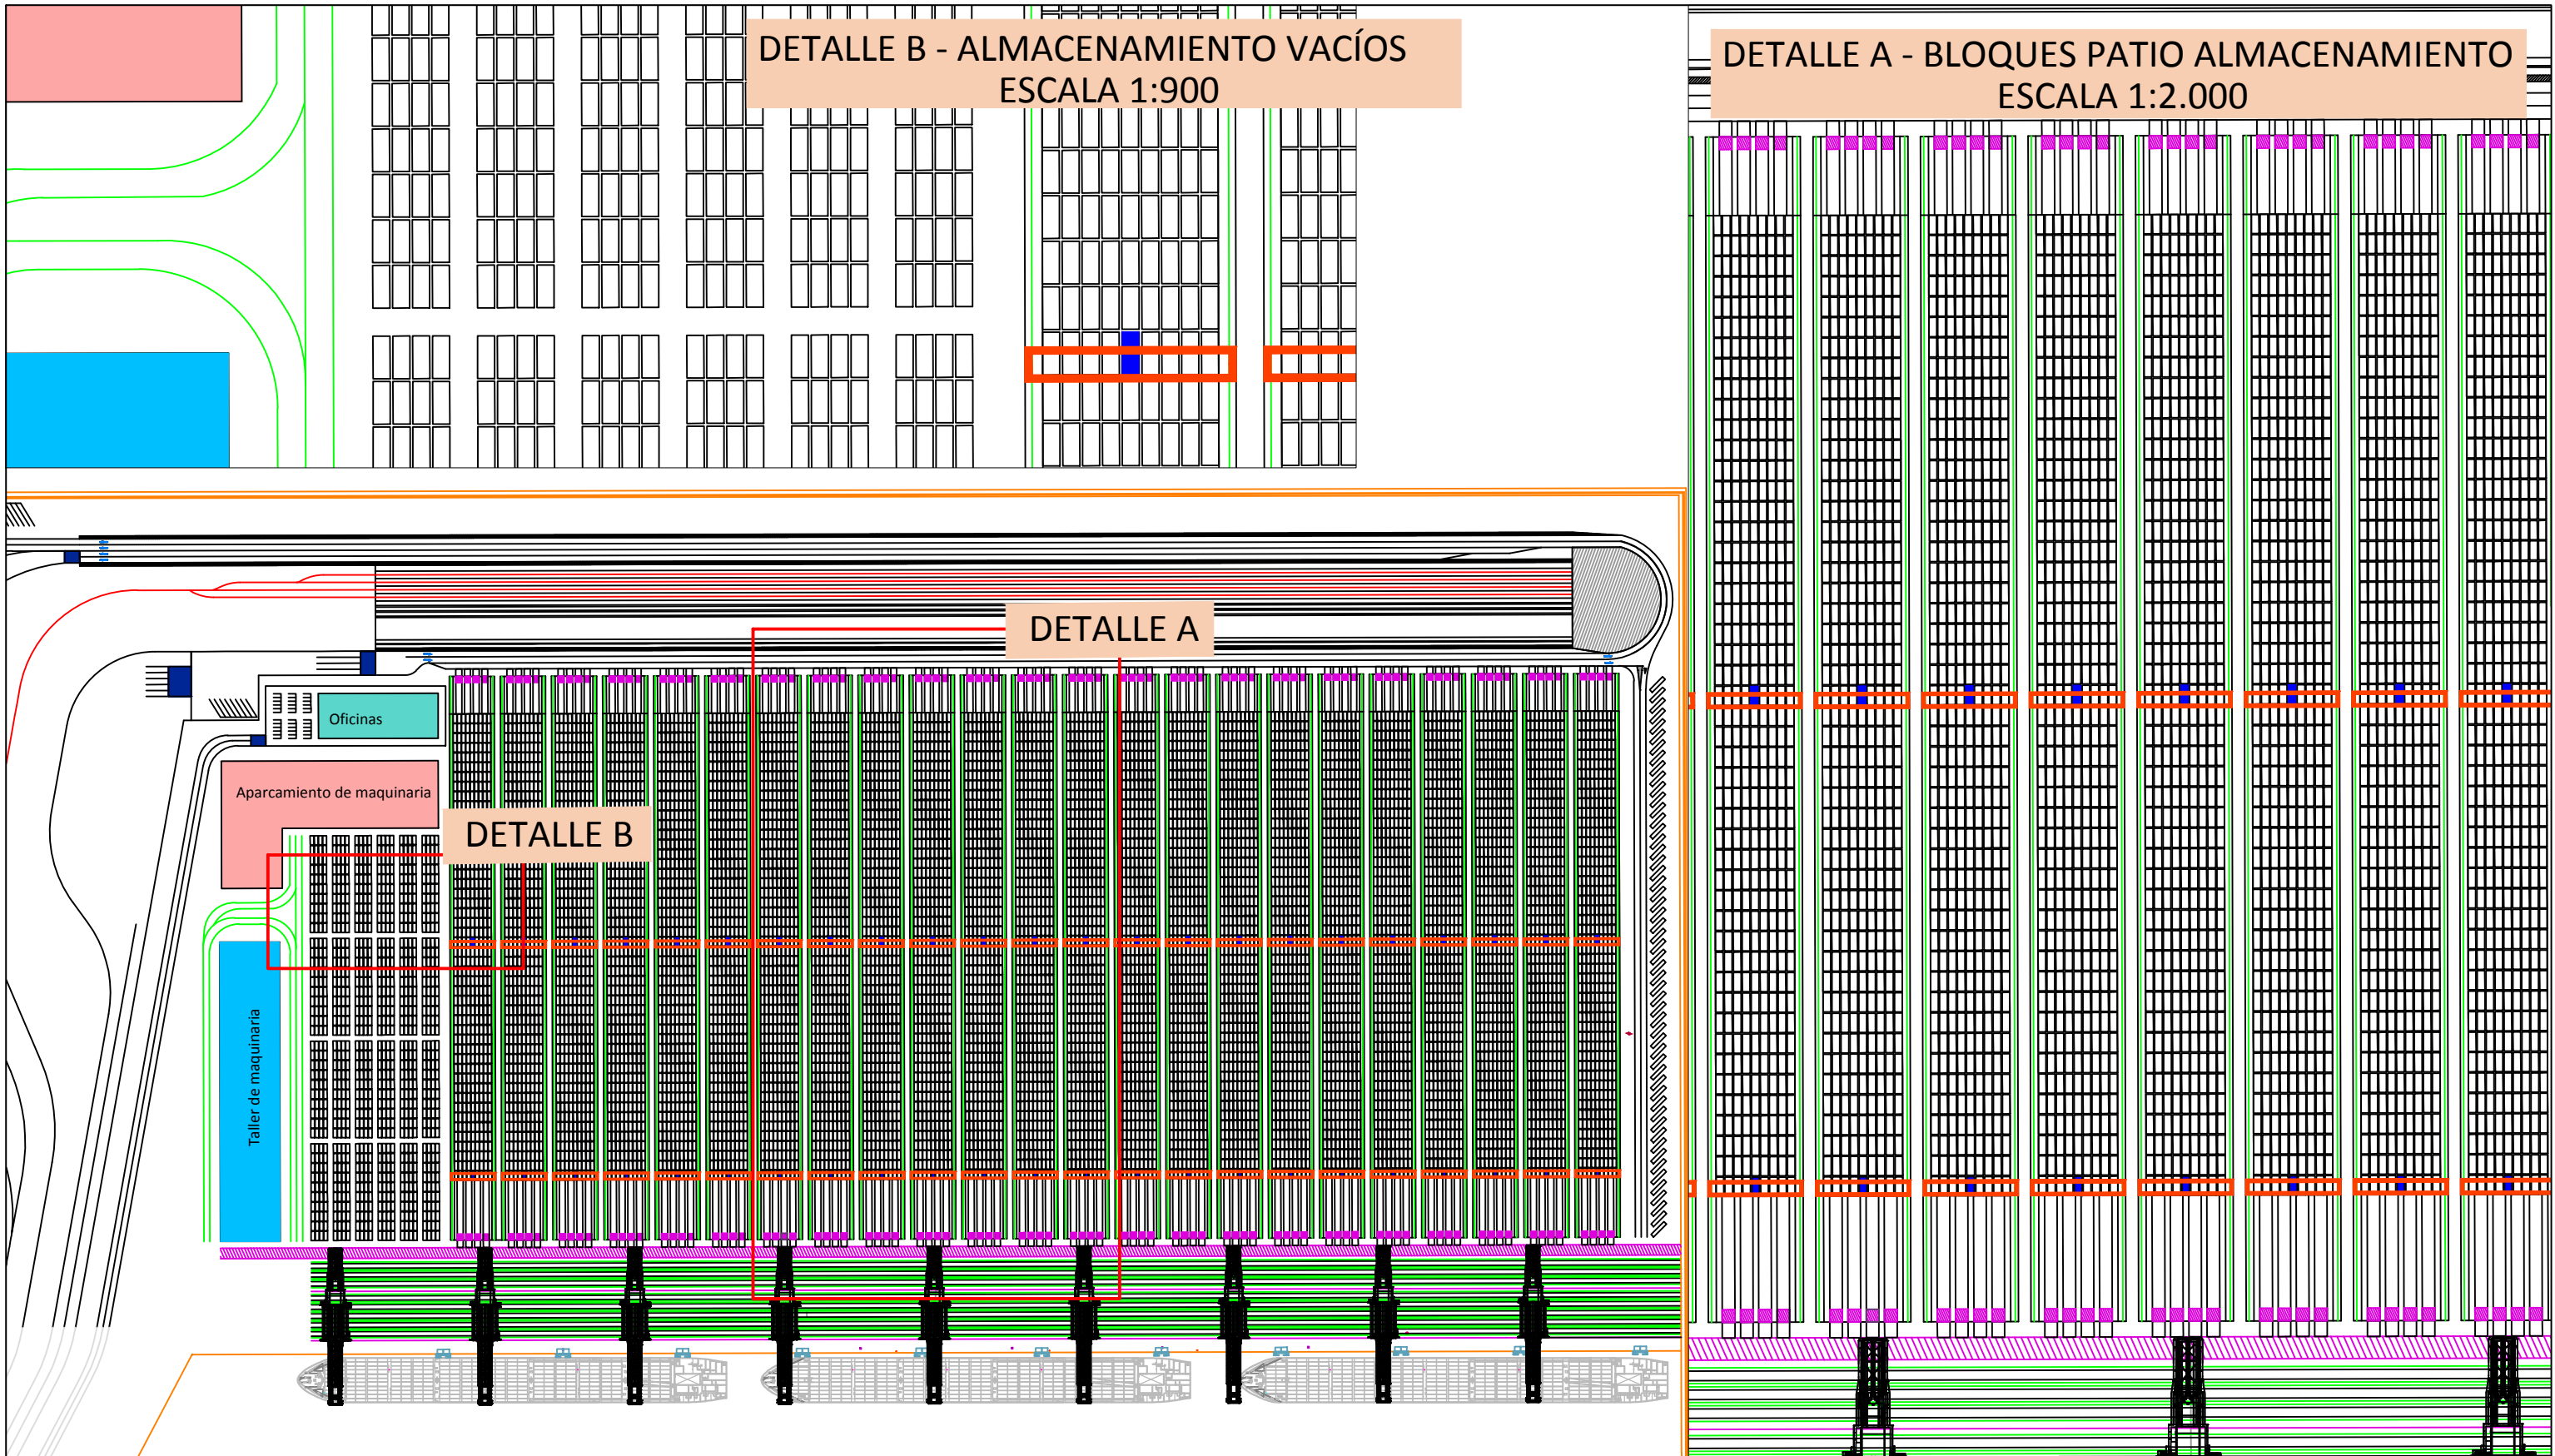 DETALLE B - ALMACENAMIENTO VACÍOS
ESCALA 1:900
DETALLE A - BLOQUES PATIO ALMACENAMIENTO
ESCALA 1:2.000
DETALLE A
Oficinas
Aparcamiento de maquinaria
DETALLE B
Taller de maquinaria